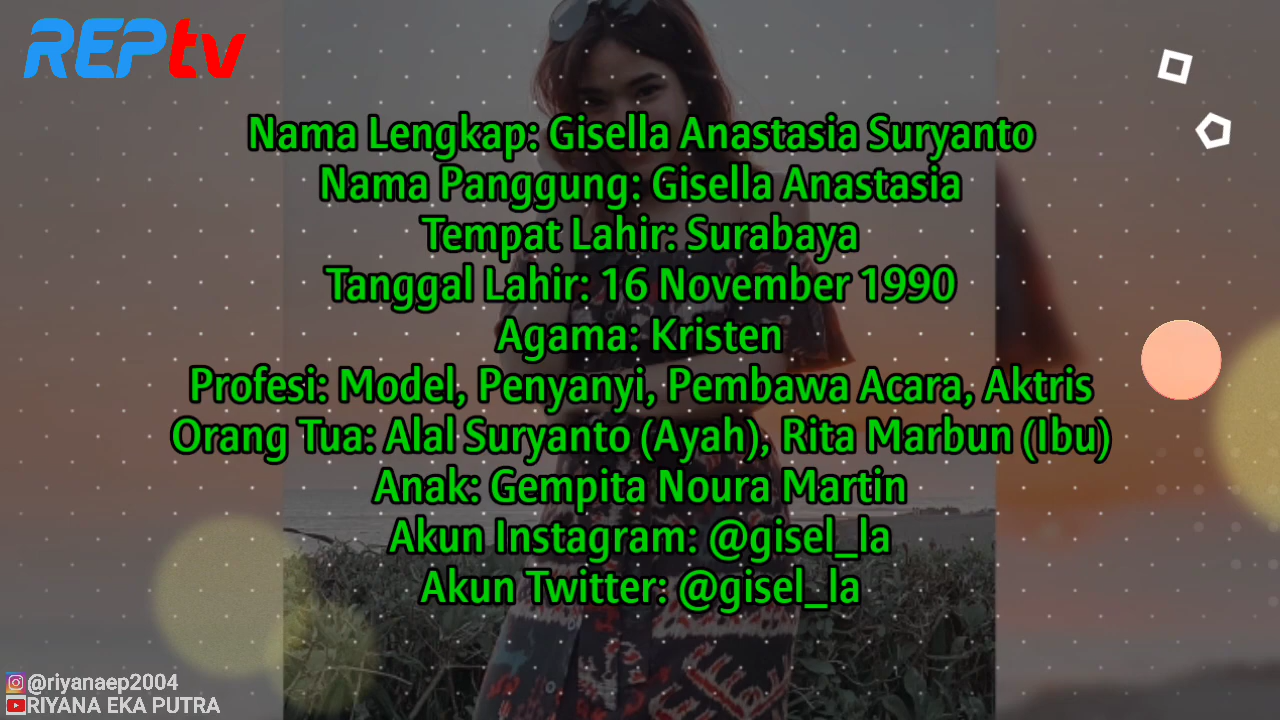 REPtv
Nama Lengkap: Gisella Anastasia Suryanto
Nama Panggung: Gisella Anastasia
Tempat Lahir: Surabaya
Tanggal Lahir: 16 November 1990
Agama: Kristen
Profesi: Model, Penyanyi, Pembawa Acara, Aktris
Orang Tua: Alal Suryanto (Ayah), Rita Marbun (Ibu)
Anak: Gempita Noura Martin
Akun Instagram: @gisel_la
Akun Twitter: @gisel_la
@riyanaep2004
RIYANA EKA PUTRA